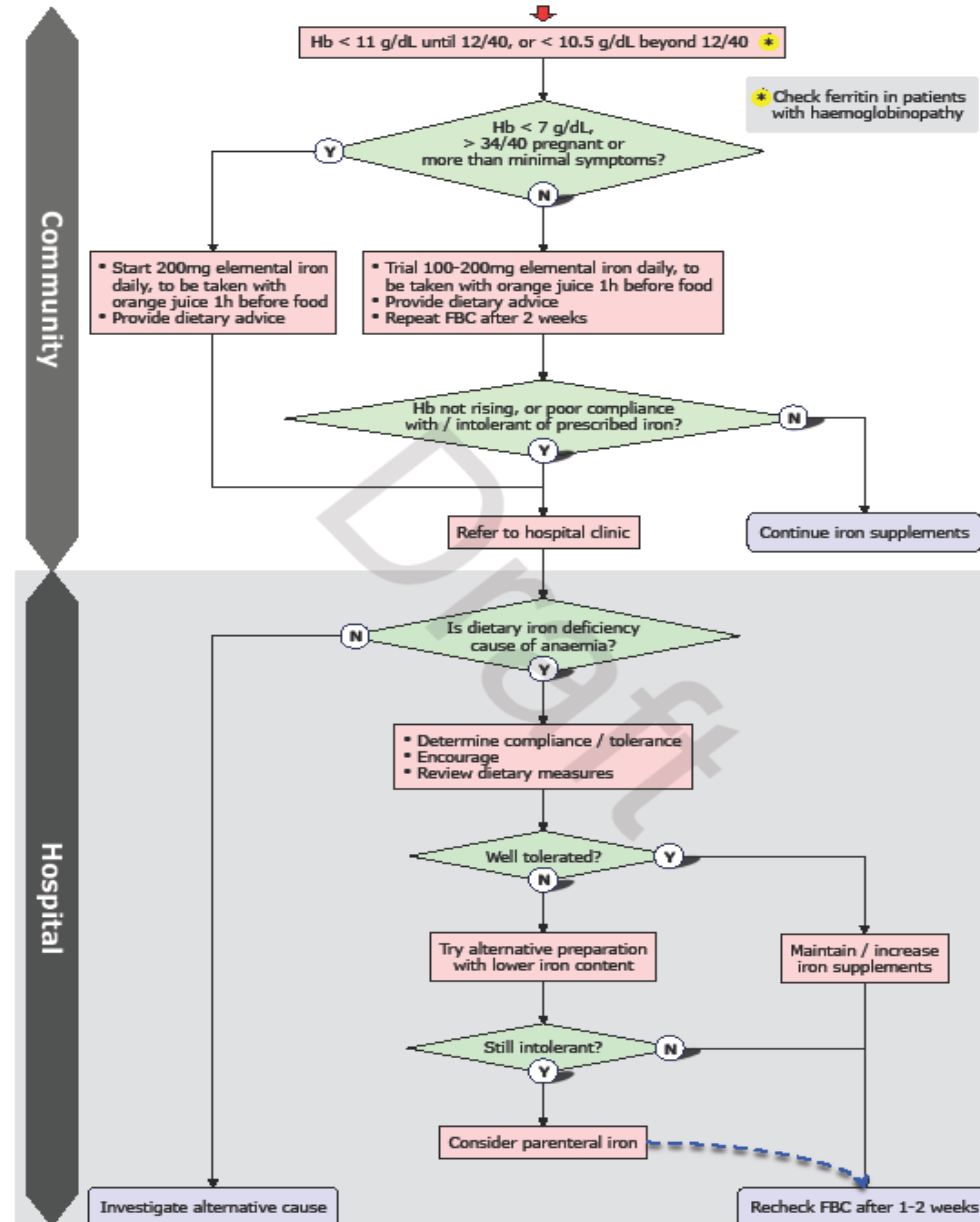 Hb < 11 g/dL until 12/40, or < 10.5 g/dL beyond 12/40 *
* Check ferritin in patients
with haemoglobinopathy
Hb < 7 g/dL,
> 34/40 pregnant or
more than minimal symptoms?
Y
N
Community
• Start 200mg elemental iron
daily, to be taken with
orange juice 1h before food
• Provide dietary advice
• Trial 100-200mg elemental iron daily, to
be taken with orange juice 1h before food
• Provide dietary advice
• Repeat FBC after 2 weeks
Hb not rising, or poor compliance
with / intolerant of prescribed iron?
N
Y
Refer to hospital clinic
Continue iron supplements
Draft
Is dietary iron deficiency
cause of anaemia?
N
Y
• Determine compliance / tolerance
• Encourage
• Review dietary measures
Hospital
Well tolerated?
Y
N
Try alternative preparation
with lower iron content
Maintain / increase
iron supplements
Still intolerant?
N
Y
Consider parenteral iron
Investigate alternative cause
Recheck FBC after 1-2 weeks